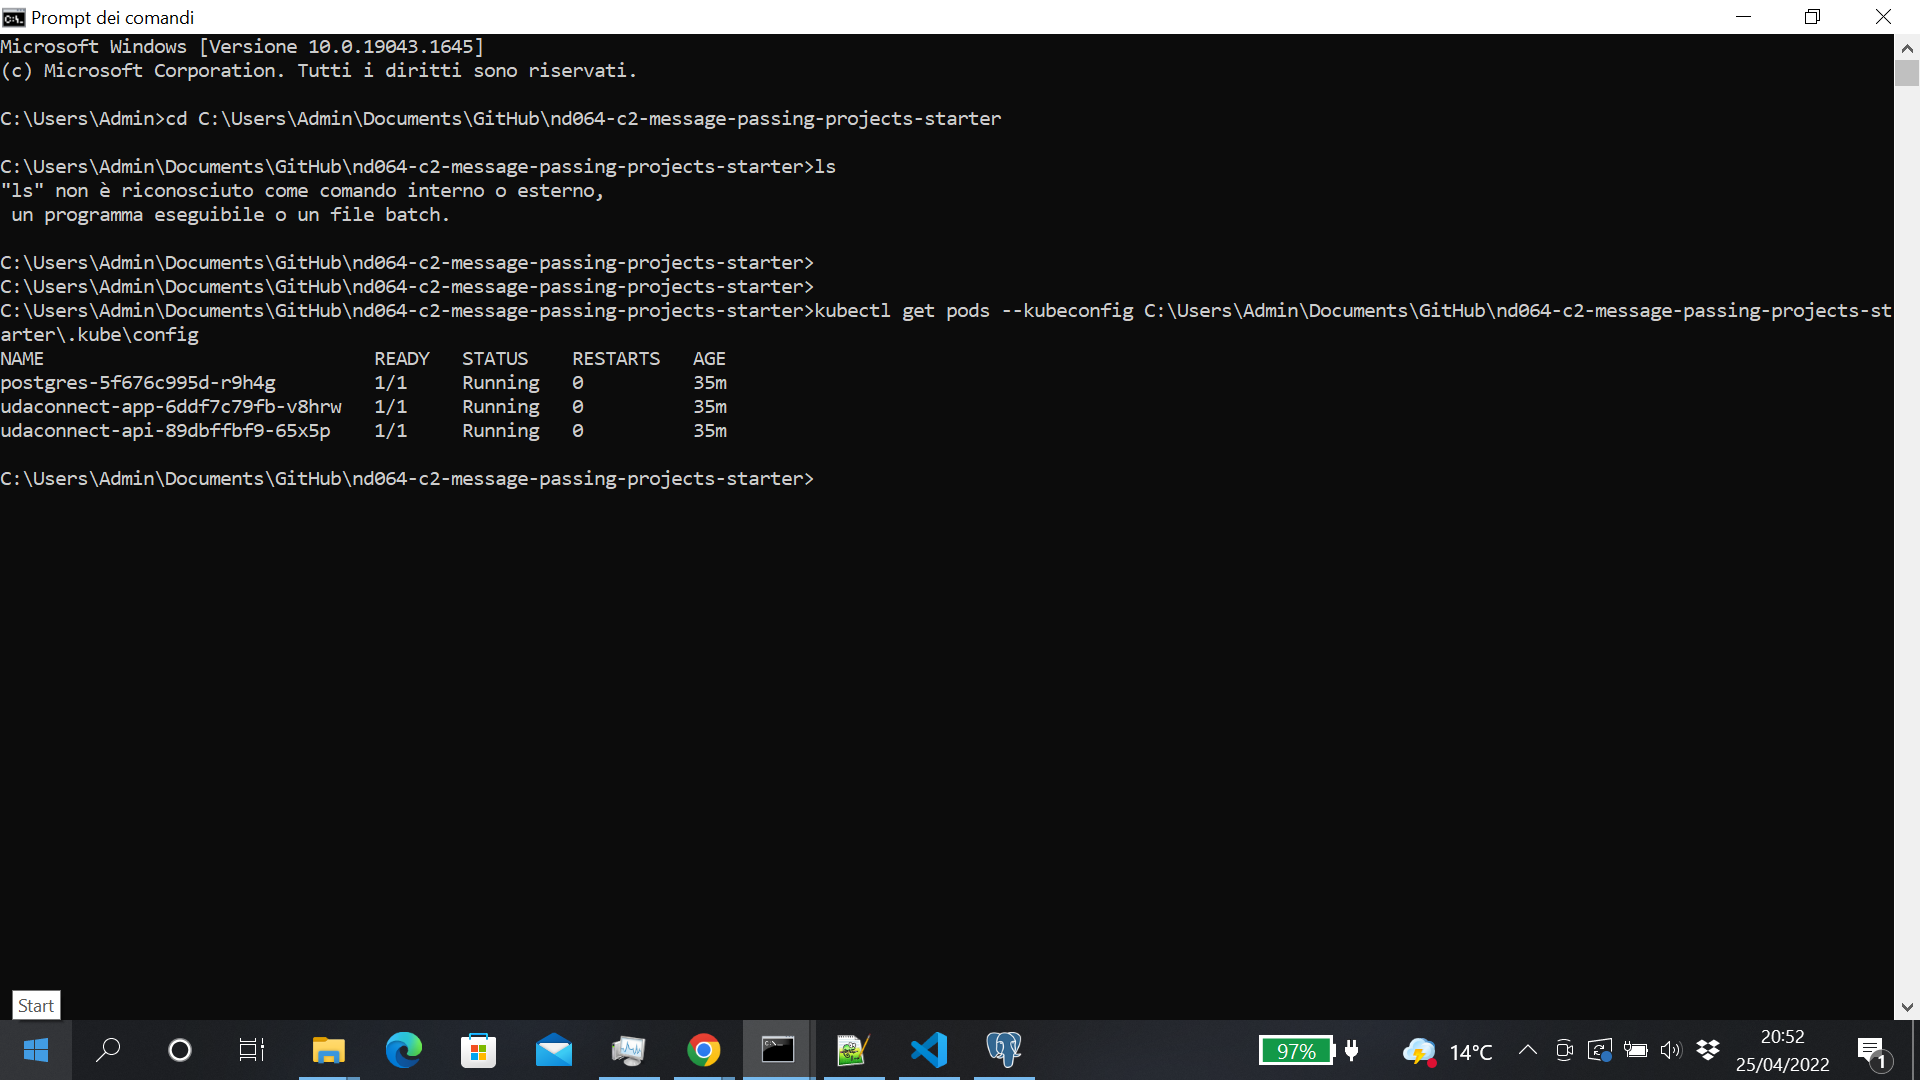 Prompt dei comandi
Microsoft Windows [Versione 10.0.19043.1645]
(c) Microsoft Corporation. Tutti i diritti sono riservati.
C:\Users\Admin>cd C:\Users\Admin\Documents\GitHub\nd064-c2-message-passing-projects-starter
C:\Users\Admin\Documents\GitHub\nd064-c2-message-passing-projects-starter>ls
"ls" non è riconosciuto come comando interno o esterno,
 un programma eseguibile o un file batch.
C:\Users\Admin\Documents\GitHub\nd064-c2-message-passing-projects-starter>
C:\Users\Admin\Documents\GitHub\nd064-c2-message-passing-projects-starter>
C:\Users\Admin\Documents\GitHub\nd064-c2-message-passing-projects-starter>kubectl get pods --kubeconfig C:\Users\Admin\Documents\GitHub\nd064-c2-message-passing-projects-st
arter\.kube\config
NAME READY STATUS RESTARTS AGE
postgres-5f676c995d-r9h4g 1/1 Running 0 35m
udaconnect-app-6ddf7c79fb-v8hrw 1/1 Running 0 35m
udaconnect-api-89dbffbf9-65x5p 1/1 Running 0 35m
C:\Users\Admin\Documents\GitHub\nd064-c2-message-passing-projects-starter>
Start
97% 14°C 20:52
25/04/2022
1